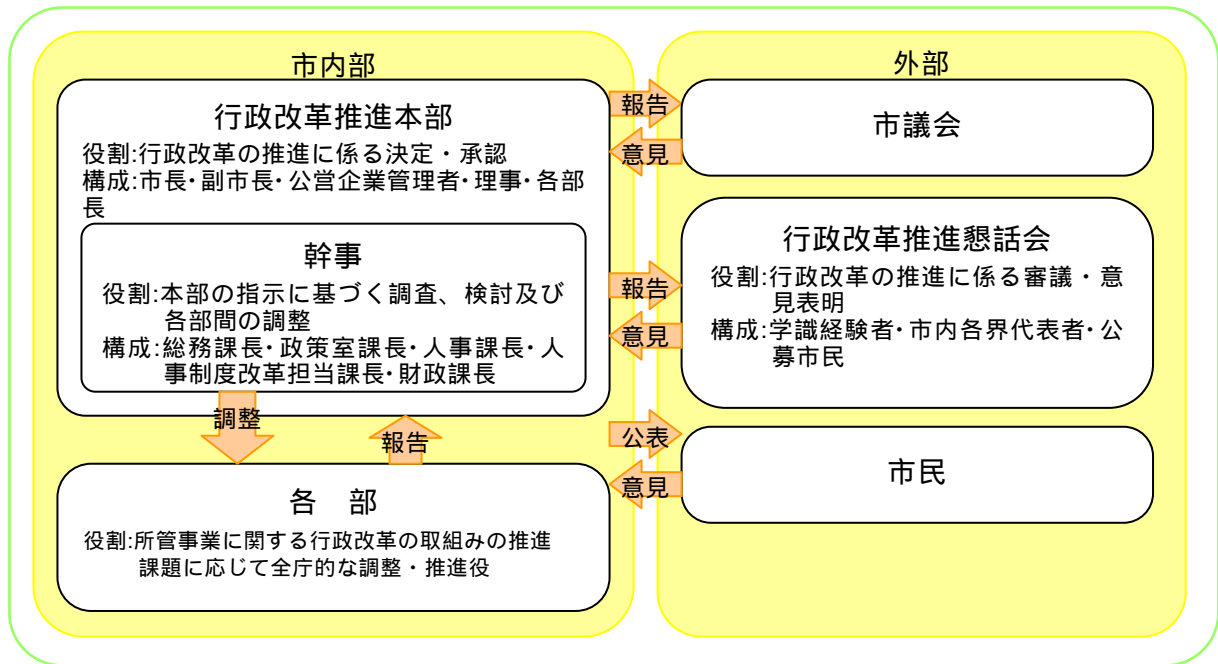 市内部
行政改革推進本部
役割:行政改革の推進に係る決定・承認
構成:市長・副市長・公営企業管理者・理事・各部
長
幹事
役割:本部の指示に基づく調査、検討及び
各部間の調整
構成:総務課長・政策室課長・人事課長・人
事制度改革担当課長・財政課長
調整
報告
各　部
役割:所管事業に関する行政改革の取組みの推進
課題に応じて全庁的な調整・推進役
報告
意見
報告
意見
公表
意見
外部
市議会
行政改革推進懇話会
役割:行政改革の推進に係る審議・意
見表明
構成:学識経験者・市内各界代表者・公
募市民
市民